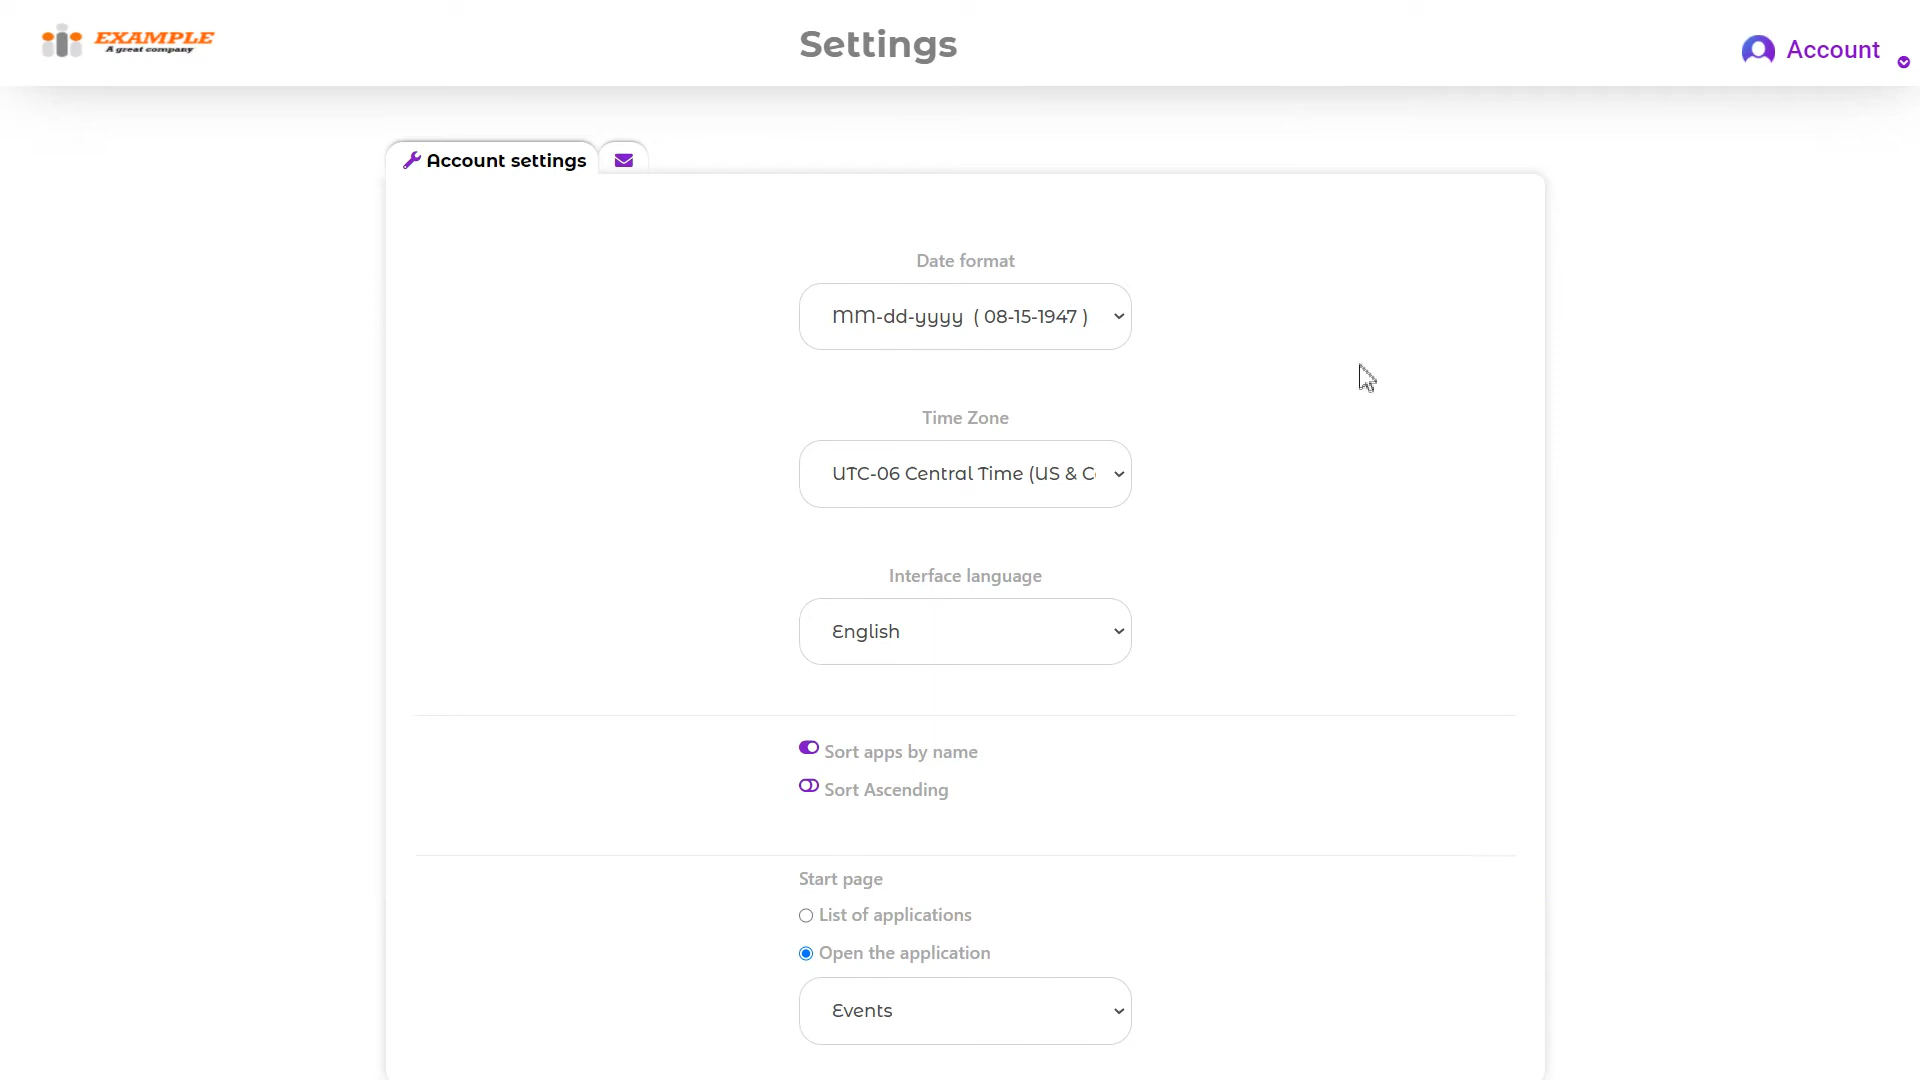 EXAMPLE
A great company
Settings
Account
Account settings
Date format
MM-dd-yyyy ( 08-15-1947 )
Time Zone
UTC-06 Central Time (US & C
Interface language
English
Sort apps by name
Sort Ascending
Start page
List of applications
Open the application
Events